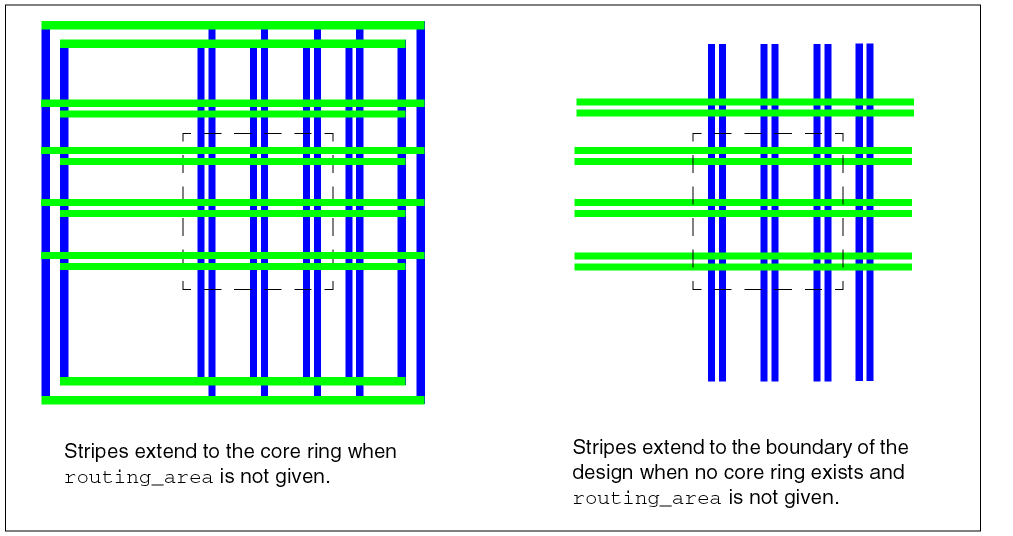 Stripes extend to the core ring when
routing_area is not given.
Stripes extend to the boundary of the
design when no core ring exists and
routing_area is not given.